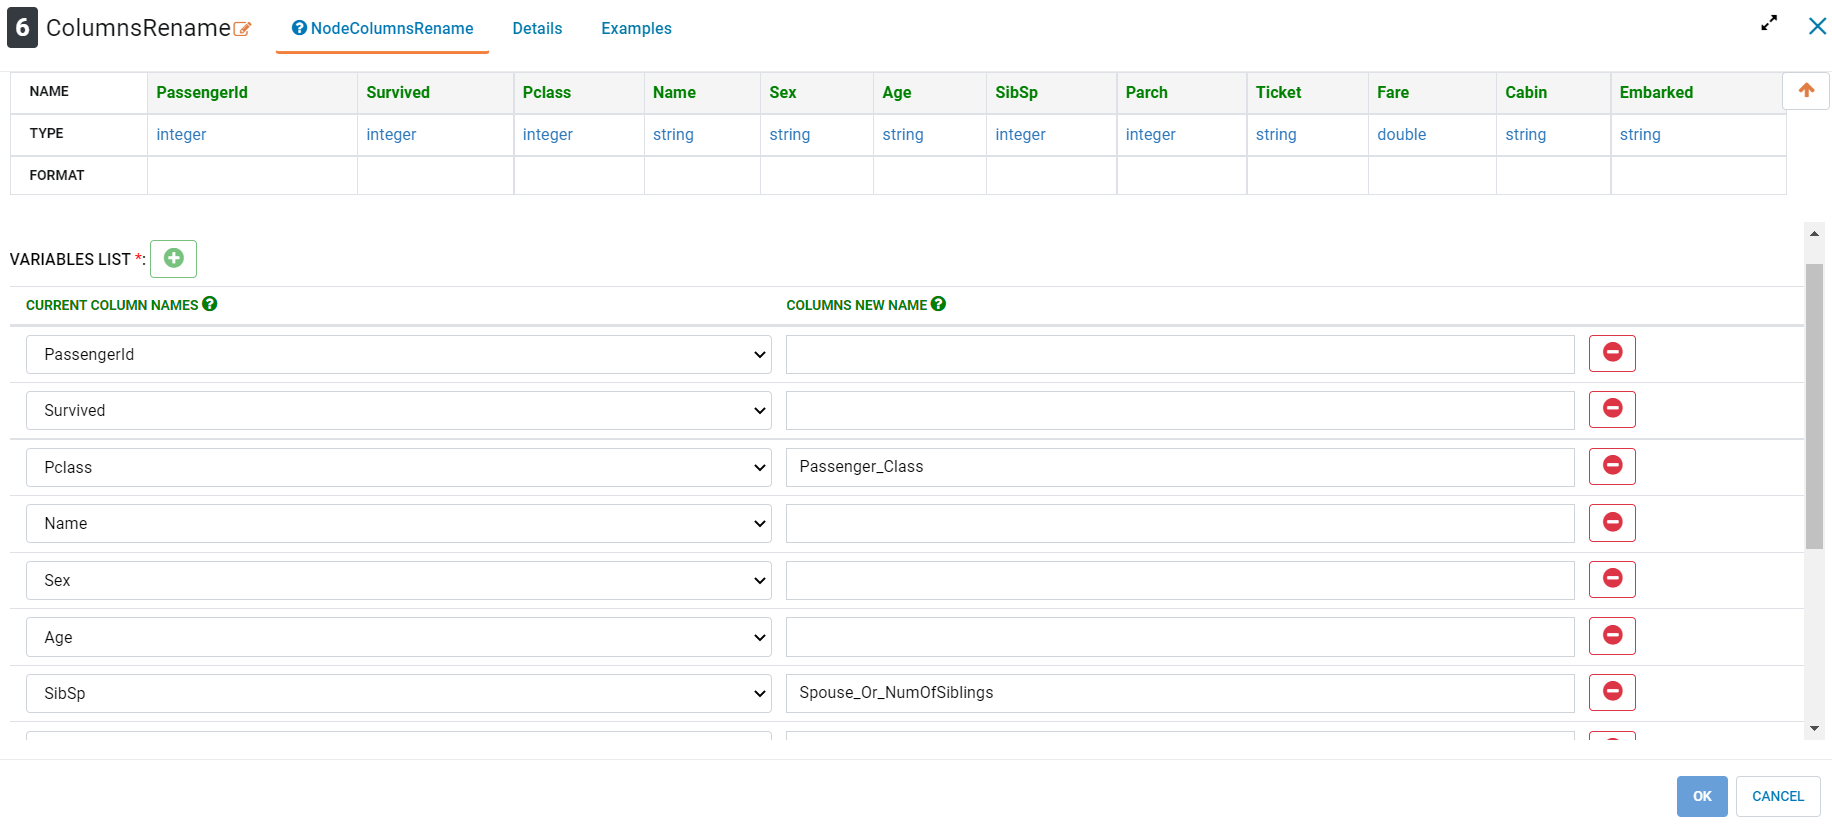 6 ColumnsRename NodeColumnsRename Details Examples
NAME PassengerId Survived Pclass Name Sex Age SibSp Parch Ticket Fare Cabin Embarked
TYPE integer integer integer string string string integer integer string double string string
FORMAT
VARIABLES LIST *:
CURRENT COLUMN NAMES COLUMNS NEW NAME
PassengerId
Survived
Pclass Passenger_Class
Name
Sex
Age
SibSp Spouse_Or_NumOfSiblings
OK CANCEL